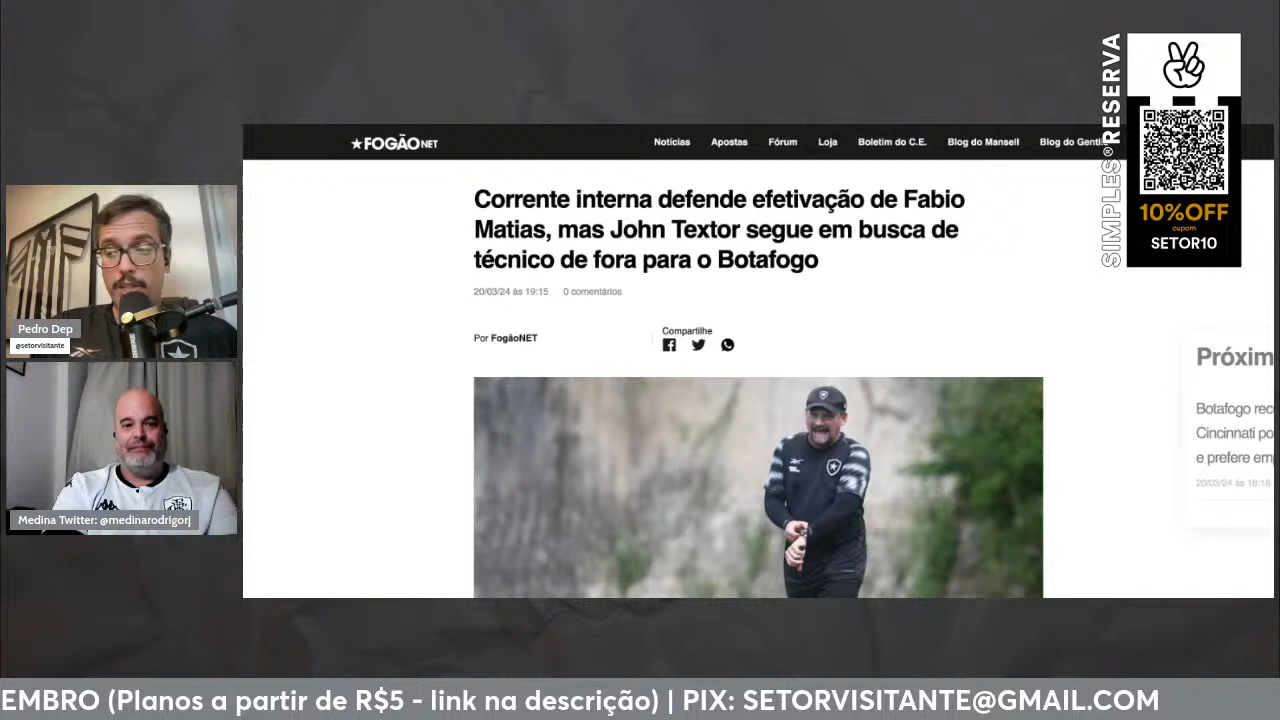 FOGÃO NET
Notícias Apostas Fórum Loja Boletim do C.E. Blog do Mansell Blog do Genti
Corrente interna defende efetivação de Fabio
Matias, mas John Textor segue em busca de
técnico de fora para o Botafogo
20/03/24 às 19:15 0 comentários
Por FogãoNET
Compartilhe
Próxim
Botafogo rec
Cincinnati po
e prefere em
20/03/24 às 18:16
SIMPLES®RESERVA
10%OFF
cupom
SETOR10
Pedro Dep
@setorvisitante
Medina Twitter: @medinarodrigorj
EMBRO (Planos a partir de R$5 - link na descrição) | PIX: SETORVISITANTE@GMAIL.COM